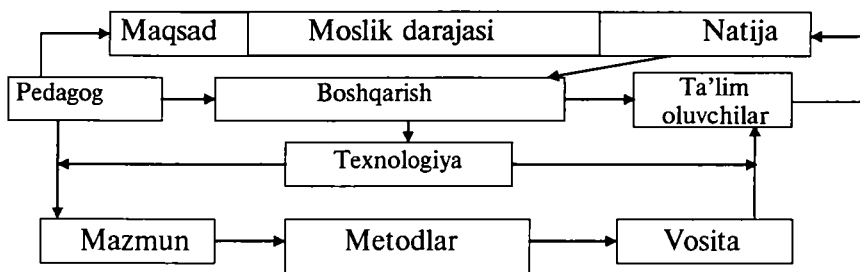 Maqsad Moslik darajasi Natija
Pedagog Boshqarish Ta’lim
oluvchilar
Texnologiya
Mazmun Metodlar Vosita